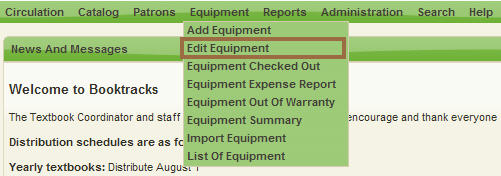 Circulation Catalog Patrons Equipment Reports Administration Search Help
Add Equipment
News And Messages
Edit Equipment
Equipment Checked Out
Equipment Expense Report
Welcome to Booktracks
Equipment Out Of Warranty
The Textbook Coordinator and staff
Equipment Summary
encourage and thank everyone
Distribution schedules are as fo
Import Equipment
List Of Equipment
Yearly textbooks: Distribute August 1